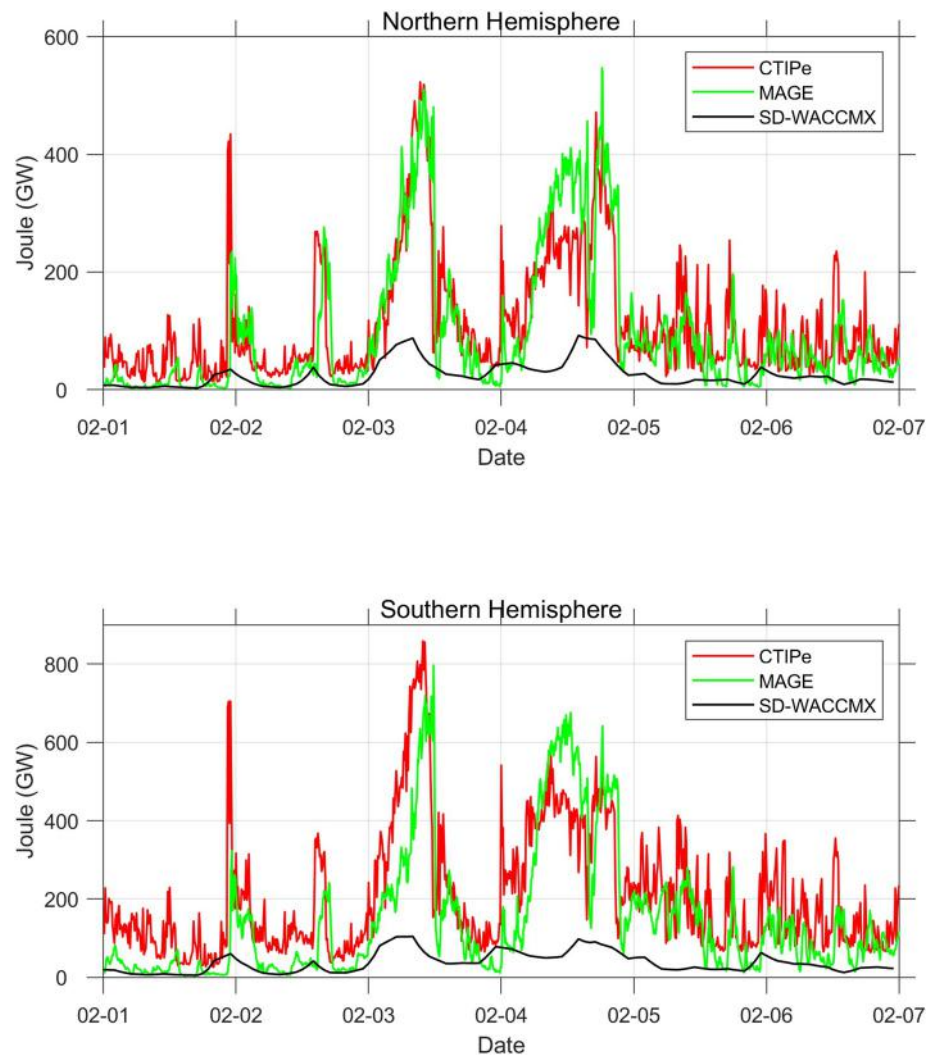 Northern Hemisphere
600
400
200
0
Joule (GW)
CTIPe
MAGE
SD-WACCMX
02-01 02-02 02-03 02-04 02-05 02-06 02-07
Date
Southern Hemisphere
800
600
400
200
0
Joule (GW)
CTIPe
MAGE
SD-WACCMX
02-01 02-02 02-03 02-04 02-05 02-06 02-07
Date